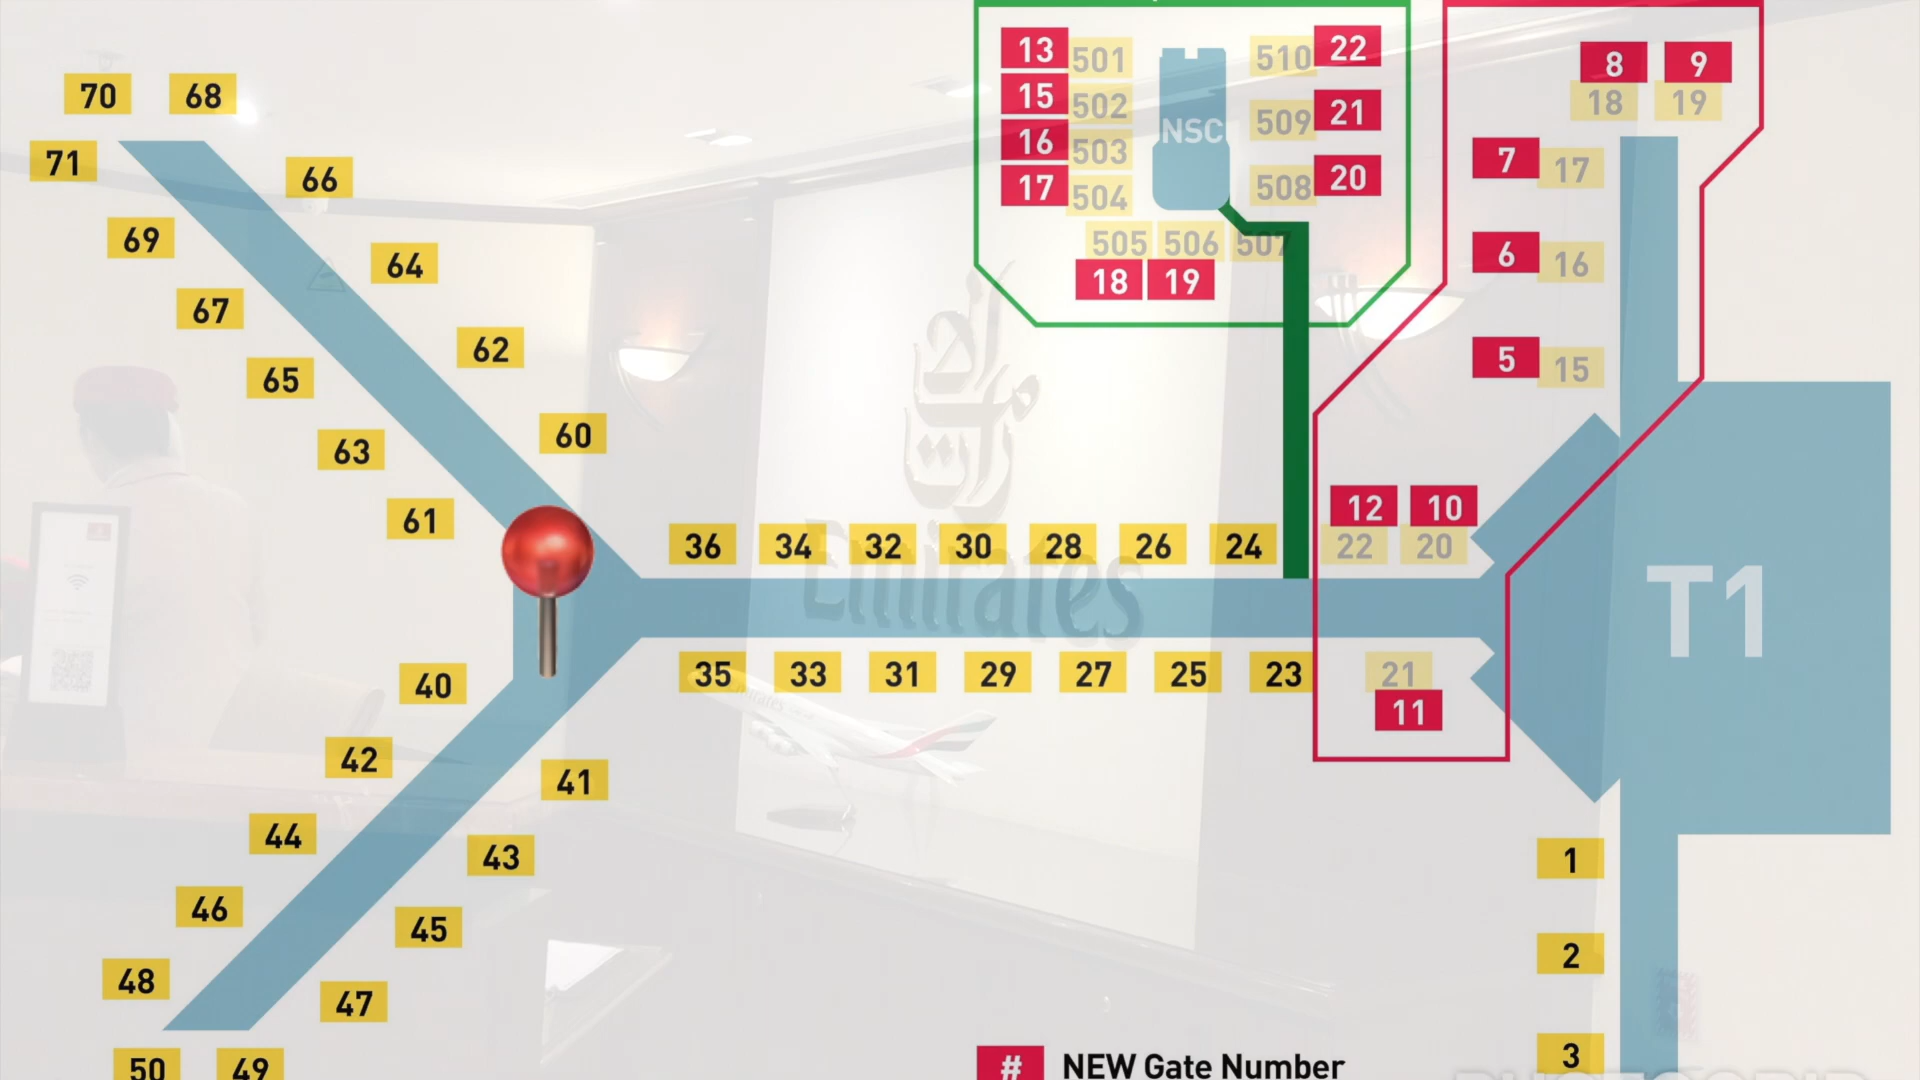 13 501 510 22
15 502 NSC 509 21
16 503
17 504 508 20
505 506 507
18 19
8 9
18 19
7 17
6 16
5 15
70 68
71 66
69 64
67 62
65 60
63
61
36 34 32 30 28 26 24
12 10
22 20
T1
امارات
Emirates
35 33 31 29 27 25 23
21
11
40 41
42 43
44 45
46 47
48
50 49
1
2
3
# NEW Gate Number